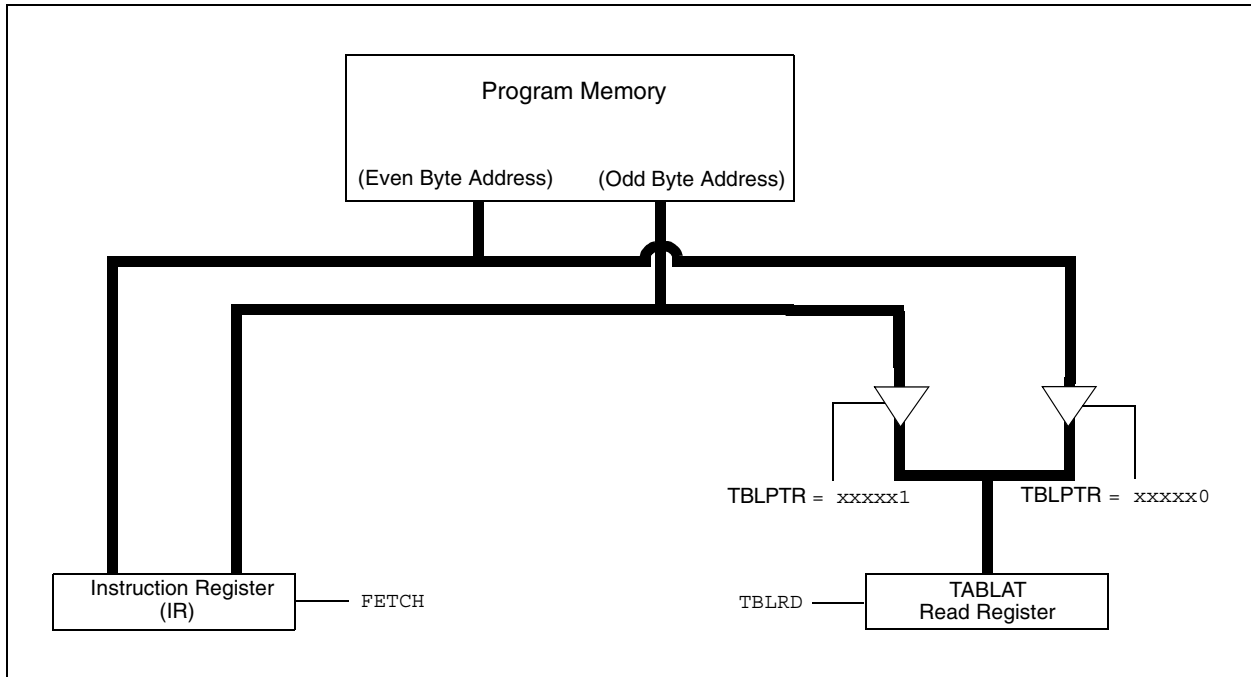 Program Memory
(Even Byte Address) (Odd Byte Address)
TBLPTR = xxxxx1 TBLPTR = xxxxx0
Instruction Register
(IR)
FETCH
TBLRD
TABLAT
Read Register